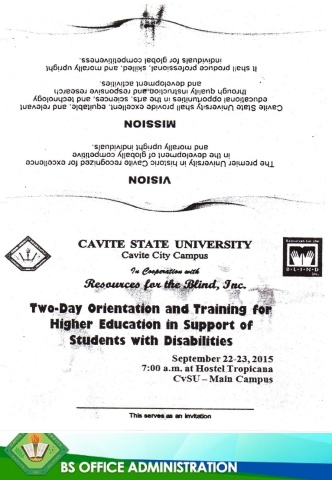 VISION
The premier University in historic Cavite recognized for excellence
in the development of globally competitive
and morally upright individuals.
MISSION
Cavite State University shall provide excellent, equitable, and relevant
educational opportunities in the arts, sciences, and technology
through quality instruction and responsive research
and development activities.
It shall produce professional, skilled, and morally upright
individuals for global competitiveness.
CAVITE STATE UNIVERSITY
Cavite City Campus
In Cooperation with
Resources for the Blind, Inc.
Resources for the
BLIND
Inc.
Two-Day Orientation and Training for
Higher Education in Support of
Students with Disabilities
September 22-23, 2015
7:00 a.m. at Hostel Tropicana
CvSU – Main Campus
This serves as an invitation
BS OFFICE ADMINISTRATION